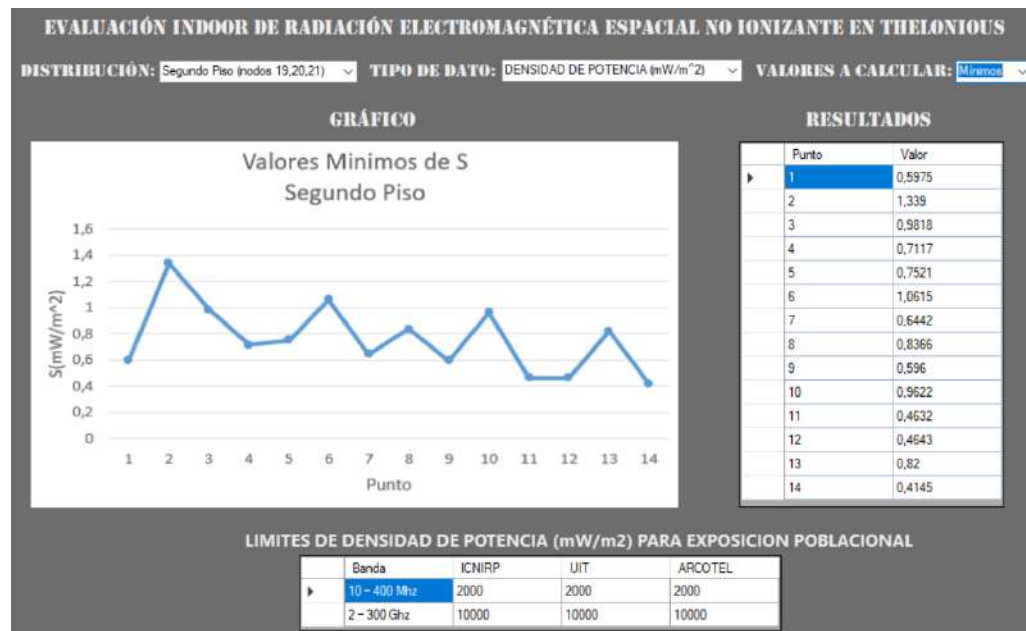 EVALUACIÓN INDOOR DE RADIACIÓN ELECTROMAGNÉTICA ESPACIAL NO IONIZANTE EN THELONIOUS
DISTRIBUCIÓN: Segundo Piso (nodos 19,20,21) TIPO DE DATO: DENSIDAD DE POTENCIA (mW/m^2) VALORES A CALCULAR: Mínimos
GRÁFICO
Valores Minimos de S
Segundo Piso
S(mW/m^2)
1,6
1,4
1,2
1
0,8
0,6
0,4
0,2
0
1 2 3 4 5 6 7 8 9 10 11 12 13 14
Punto
RESULTADOS
Punto Valor
1 0,5975
2 1,339
3 0,9818
4 0,7117
5 0,7521
6 1,0615
7 0,6442
8 0,8366
9 0,596
10 0,9622
11 0,4632
12 0,4643
13 0,82
14 0,4145
LIMITES DE DENSIDAD DE POTENCIA (mW/m2) PARA EXPOSICION POBLACIONAL
Banda ICNIRP UIT ARCOTEL
10 – 400 Mhz 2000 2000 2000
2 – 300 Ghz 10000 10000 10000